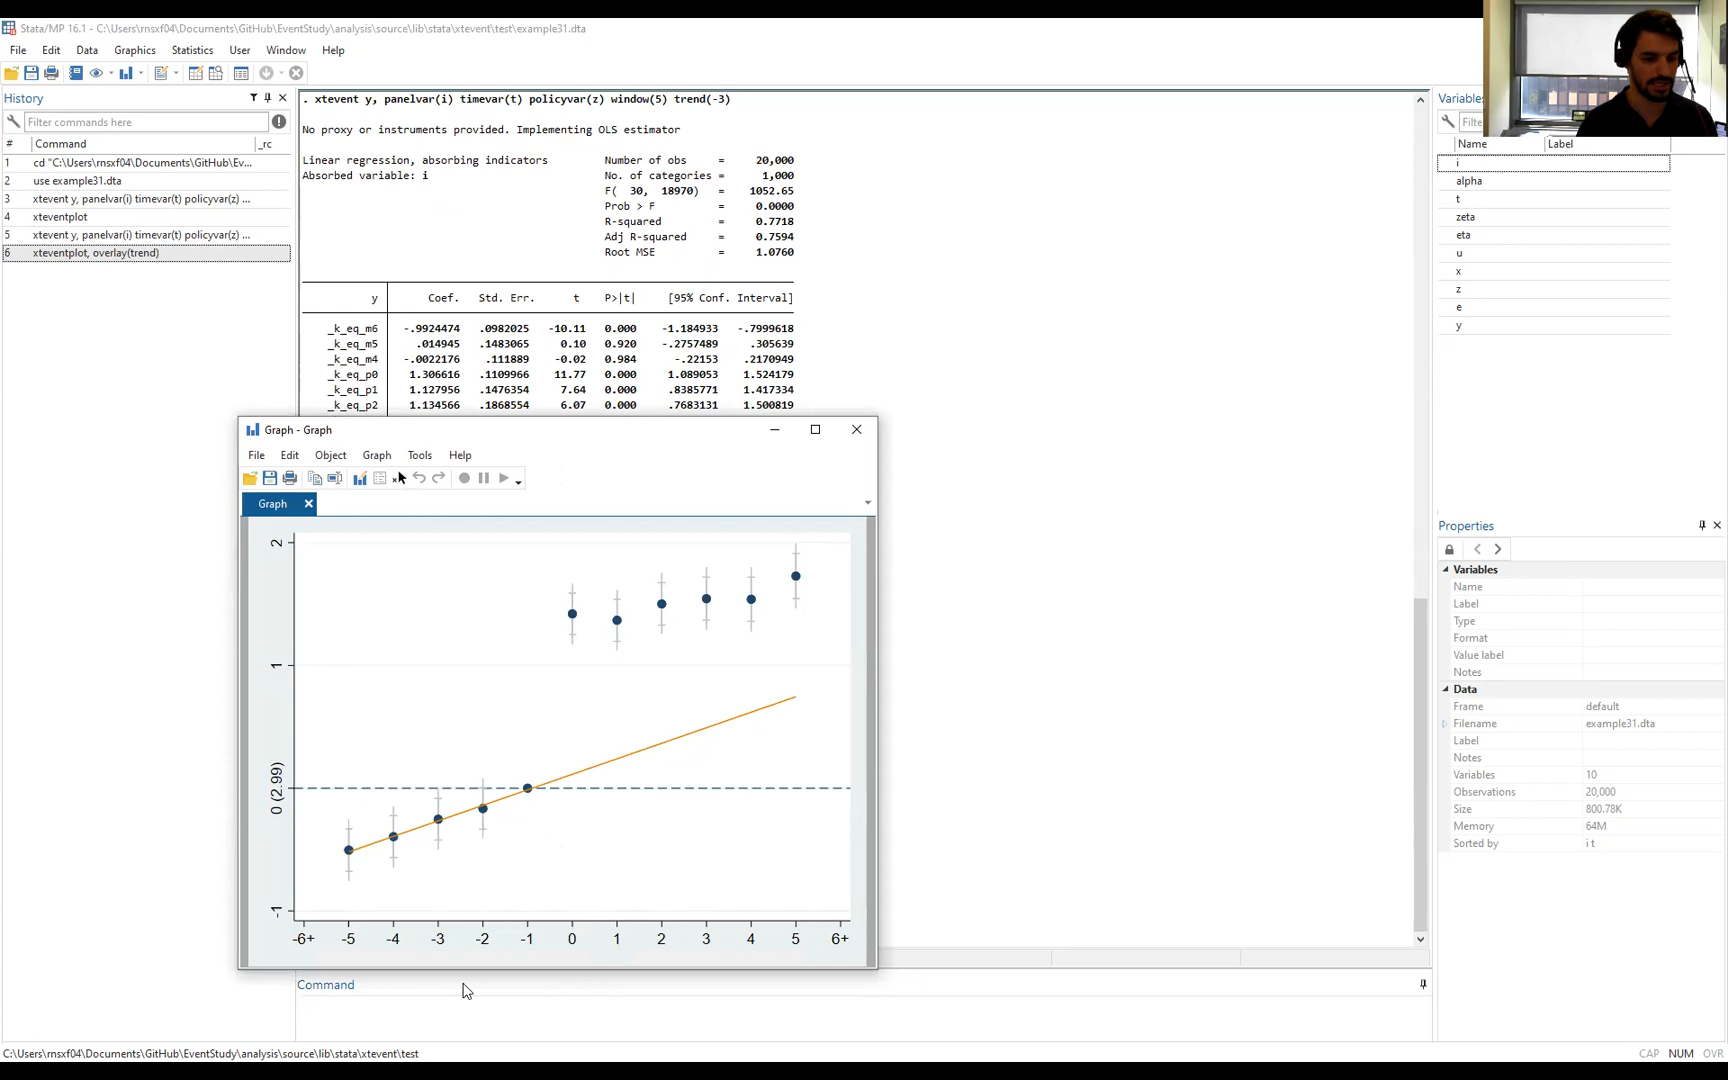 Stata/MP 16.1 - C:\Users\rnsxf04\Documents\GitHub\EventStudy\analysis\source\lib\stata\xtevent\test\example31.dta
File Edit Data Graphics Statistics User Window Help
History
Filter commands here
# Command _rc
1 cd "C:\Users\rnsxf04\Documents\GitHub\Ev...
2 use example31.dta
3 xtevent y, panelvar(i) timevar(t) policyvar(z) ...
4 xteventplot
5 xtevent y, panelvar(i) timevar(t) policyvar(z) ...
6 xteventplot, overlay(trend)
. xtevent y, panelvar(i) timevar(t) policyvar(z) window(5) trend(-3)
No proxy or instruments provided. Implementing OLS estimator
Linear regression, absorbing indicators Number of obs = 20,000
Absorbed variable: i No. of categories = 1,000
F( 30, 18970) = 1052.65
Prob > F = 0.0000
R-squared = 0.7718
Adj R-squared = 0.7594
Root MSE = 1.0760
y Coef. Std. Err. t P>|t| [95% Conf. Interval]
_k_eq_m6 -.9924474 .0982025 -10.11 0.000 -1.184933 -.7999618
_k_eq_m5 .014945 .1483065 0.10 0.920 -.2757489 .305639
_k_eq_m4 -.0022176 .111889 -0.02 0.984 -.22153 .2170949
_k_eq_p0 1.306616 .1109966 11.77 0.000 1.089053 1.524179
_k_eq_p1 1.127956 .1476354 7.64 0.000 .8385771 1.417334
_k_eq_p2 1.134566 .1868554 6.07 0.000 .7683131 1.500819
Graph - Graph
File Edit Object Graph Tools Help
Graph
2
1
0 (2.99)
-1
-6+ -5 -4 -3 -2 -1 0 1 2 3 4 5 6+
Command
Variables
Filte
Name Label
i
alpha
t
zeta
eta
u
x
z
e
y
Properties
Variables
Name
Label
Type
Format
Value label
Notes
Data
Frame default
Filename example31.dta
Label
Notes
Variables 10
Observations 20,000
Size 800.78K
Memory 64M
Sorted by i t
C:\Users\rnsxf04\Documents\GitHub\EventStudy\analysis\source\lib\stata\xtevent\test
CAP NUM OVR